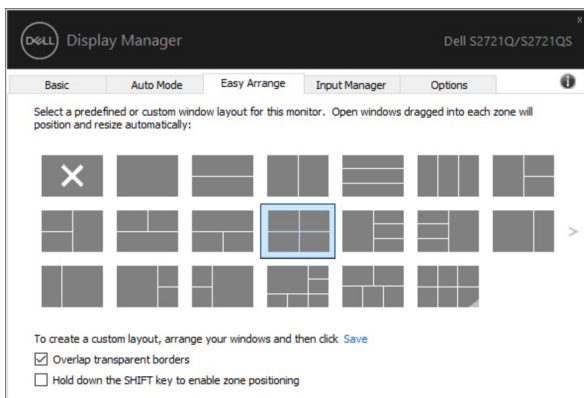 x
DELL Display Manager Dell S2721Q/S2721QS
Basic Auto Mode Easy Arrange Input Manager Options
Select a predefined or custom window layout for this monitor. Open windows dragged into each zone will
position and resize automatically:
>
To create a custom layout, arrange your windows and then click Save
Overlap transparent borders
Hold down the SHIFT key to enable zone positioning